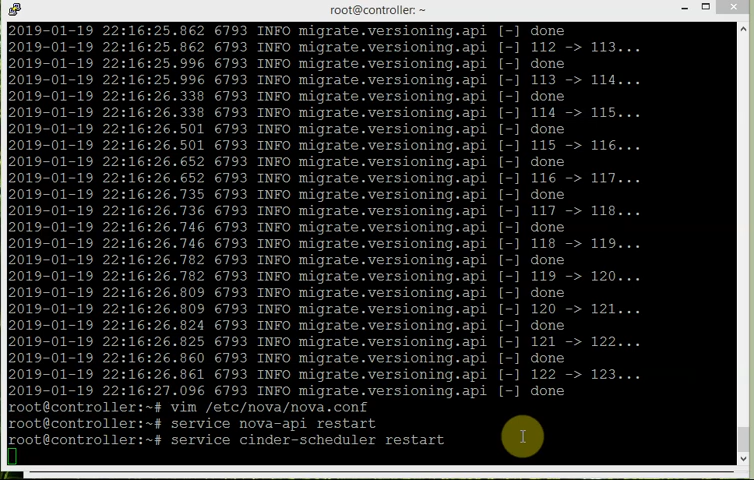 root@controller: ~
2019-01-19 22:16:25.862 6793 INFO migrate.versioning.api [-] done
2019-01-19 22:16:25.862 6793 INFO migrate.versioning.api [-] 112 -> 113...
2019-01-19 22:16:25.996 6793 INFO migrate.versioning.api [-] done
2019-01-19 22:16:25.996 6793 INFO migrate.versioning.api [-] 113 -> 114...
2019-01-19 22:16:26.338 6793 INFO migrate.versioning.api [-] done
2019-01-19 22:16:26.338 6793 INFO migrate.versioning.api [-] 114 -> 115...
2019-01-19 22:16:26.501 6793 INFO migrate.versioning.api [-] done
2019-01-19 22:16:26.501 6793 INFO migrate.versioning.api [-] 115 -> 116...
2019-01-19 22:16:26.652 6793 INFO migrate.versioning.api [-] done
2019-01-19 22:16:26.652 6793 INFO migrate.versioning.api [-] 116 -> 117...
2019-01-19 22:16:26.735 6793 INFO migrate.versioning.api [-] done
2019-01-19 22:16:26.736 6793 INFO migrate.versioning.api [-] 117 -> 118...
2019-01-19 22:16:26.746 6793 INFO migrate.versioning.api [-] done
2019-01-19 22:16:26.746 6793 INFO migrate.versioning.api [-] 118 -> 119...
2019-01-19 22:16:26.782 6793 INFO migrate.versioning.api [-] done
2019-01-19 22:16:26.782 6793 INFO migrate.versioning.api [-] 119 -> 120...
2019-01-19 22:16:26.809 6793 INFO migrate.versioning.api [-] done
2019-01-19 22:16:26.809 6793 INFO migrate.versioning.api [-] 120 -> 121...
2019-01-19 22:16:26.824 6793 INFO migrate.versioning.api [-] done
2019-01-19 22:16:26.825 6793 INFO migrate.versioning.api [-] 121 -> 122...
2019-01-19 22:16:26.860 6793 INFO migrate.versioning.api [-] done
2019-01-19 22:16:26.861 6793 INFO migrate.versioning.api [-] 122 -> 123...
2019-01-19 22:16:27.096 6793 INFO migrate.versioning.api [-] done
root@controller:~# vim /etc/nova/nova.conf
root@controller:~# service nova-api restart
root@controller:~# service cinder-scheduler restart